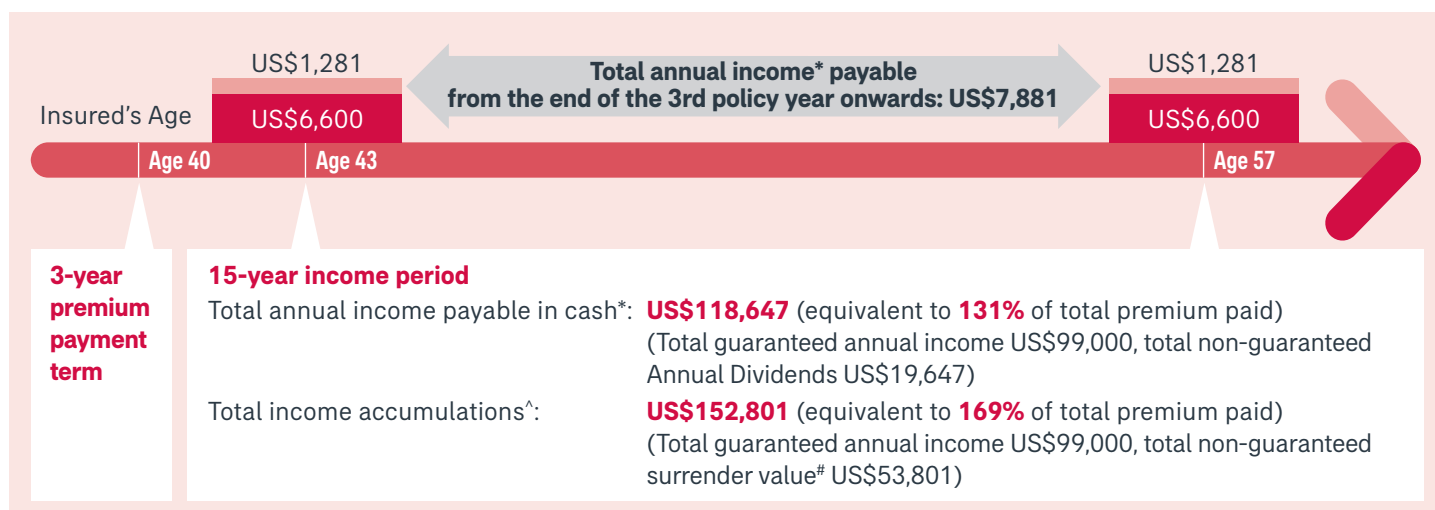 US$1,281
Total annual income* payable
from the end of the 3rd policy year onwards: US$7,881
US$1,281
Insured’s Age
US$6,600
US$6,600
Age 40
Age 43
Age 57
3-year
premium
payment
term
15-year income period
Total annual income payable in cash*: US$118,647 (equivalent to 131% of total premium paid)
(Total guaranteed annual income US$99,000, total non-guaranteed
Annual Dividends US$19,647)
Total income accumulations^: US$152,801 (equivalent to 169% of total premium paid)
(Total guaranteed annual income US$99,000, total non-guaranteed
surrender value# US$53,801)